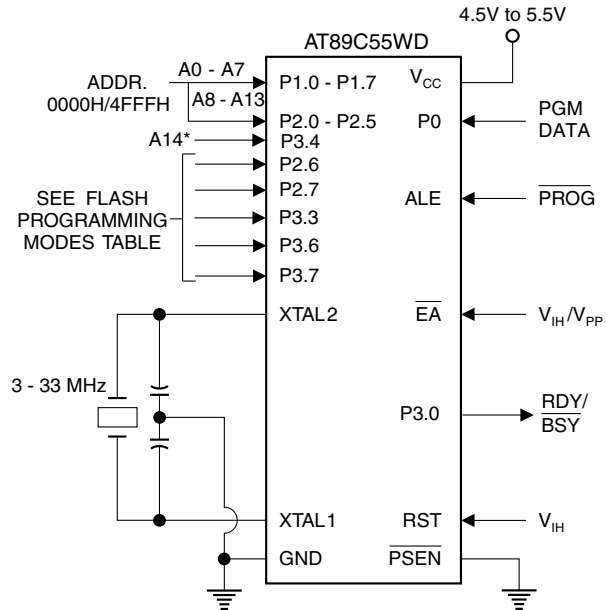 4.5V to 5.5V
AT89C55WD
A0 - A7
ADDR.
0000H/4FFFH
A8 - A13
P1.0 - P1.7
VCC
P2.0 - P2.5
P0
PGM
DATA
A14*
P3.4
P2.6
SEE FLASH
PROGRAMMING
MODES TABLE
P2.7
ALE
PROG
P3.3
P3.6
P3.7
XTAL2
EA
VIH/VPP
3 - 33 MHz
P3.0
RDY/
BSY
XTAL1
RST
VIH
GND
PSEN